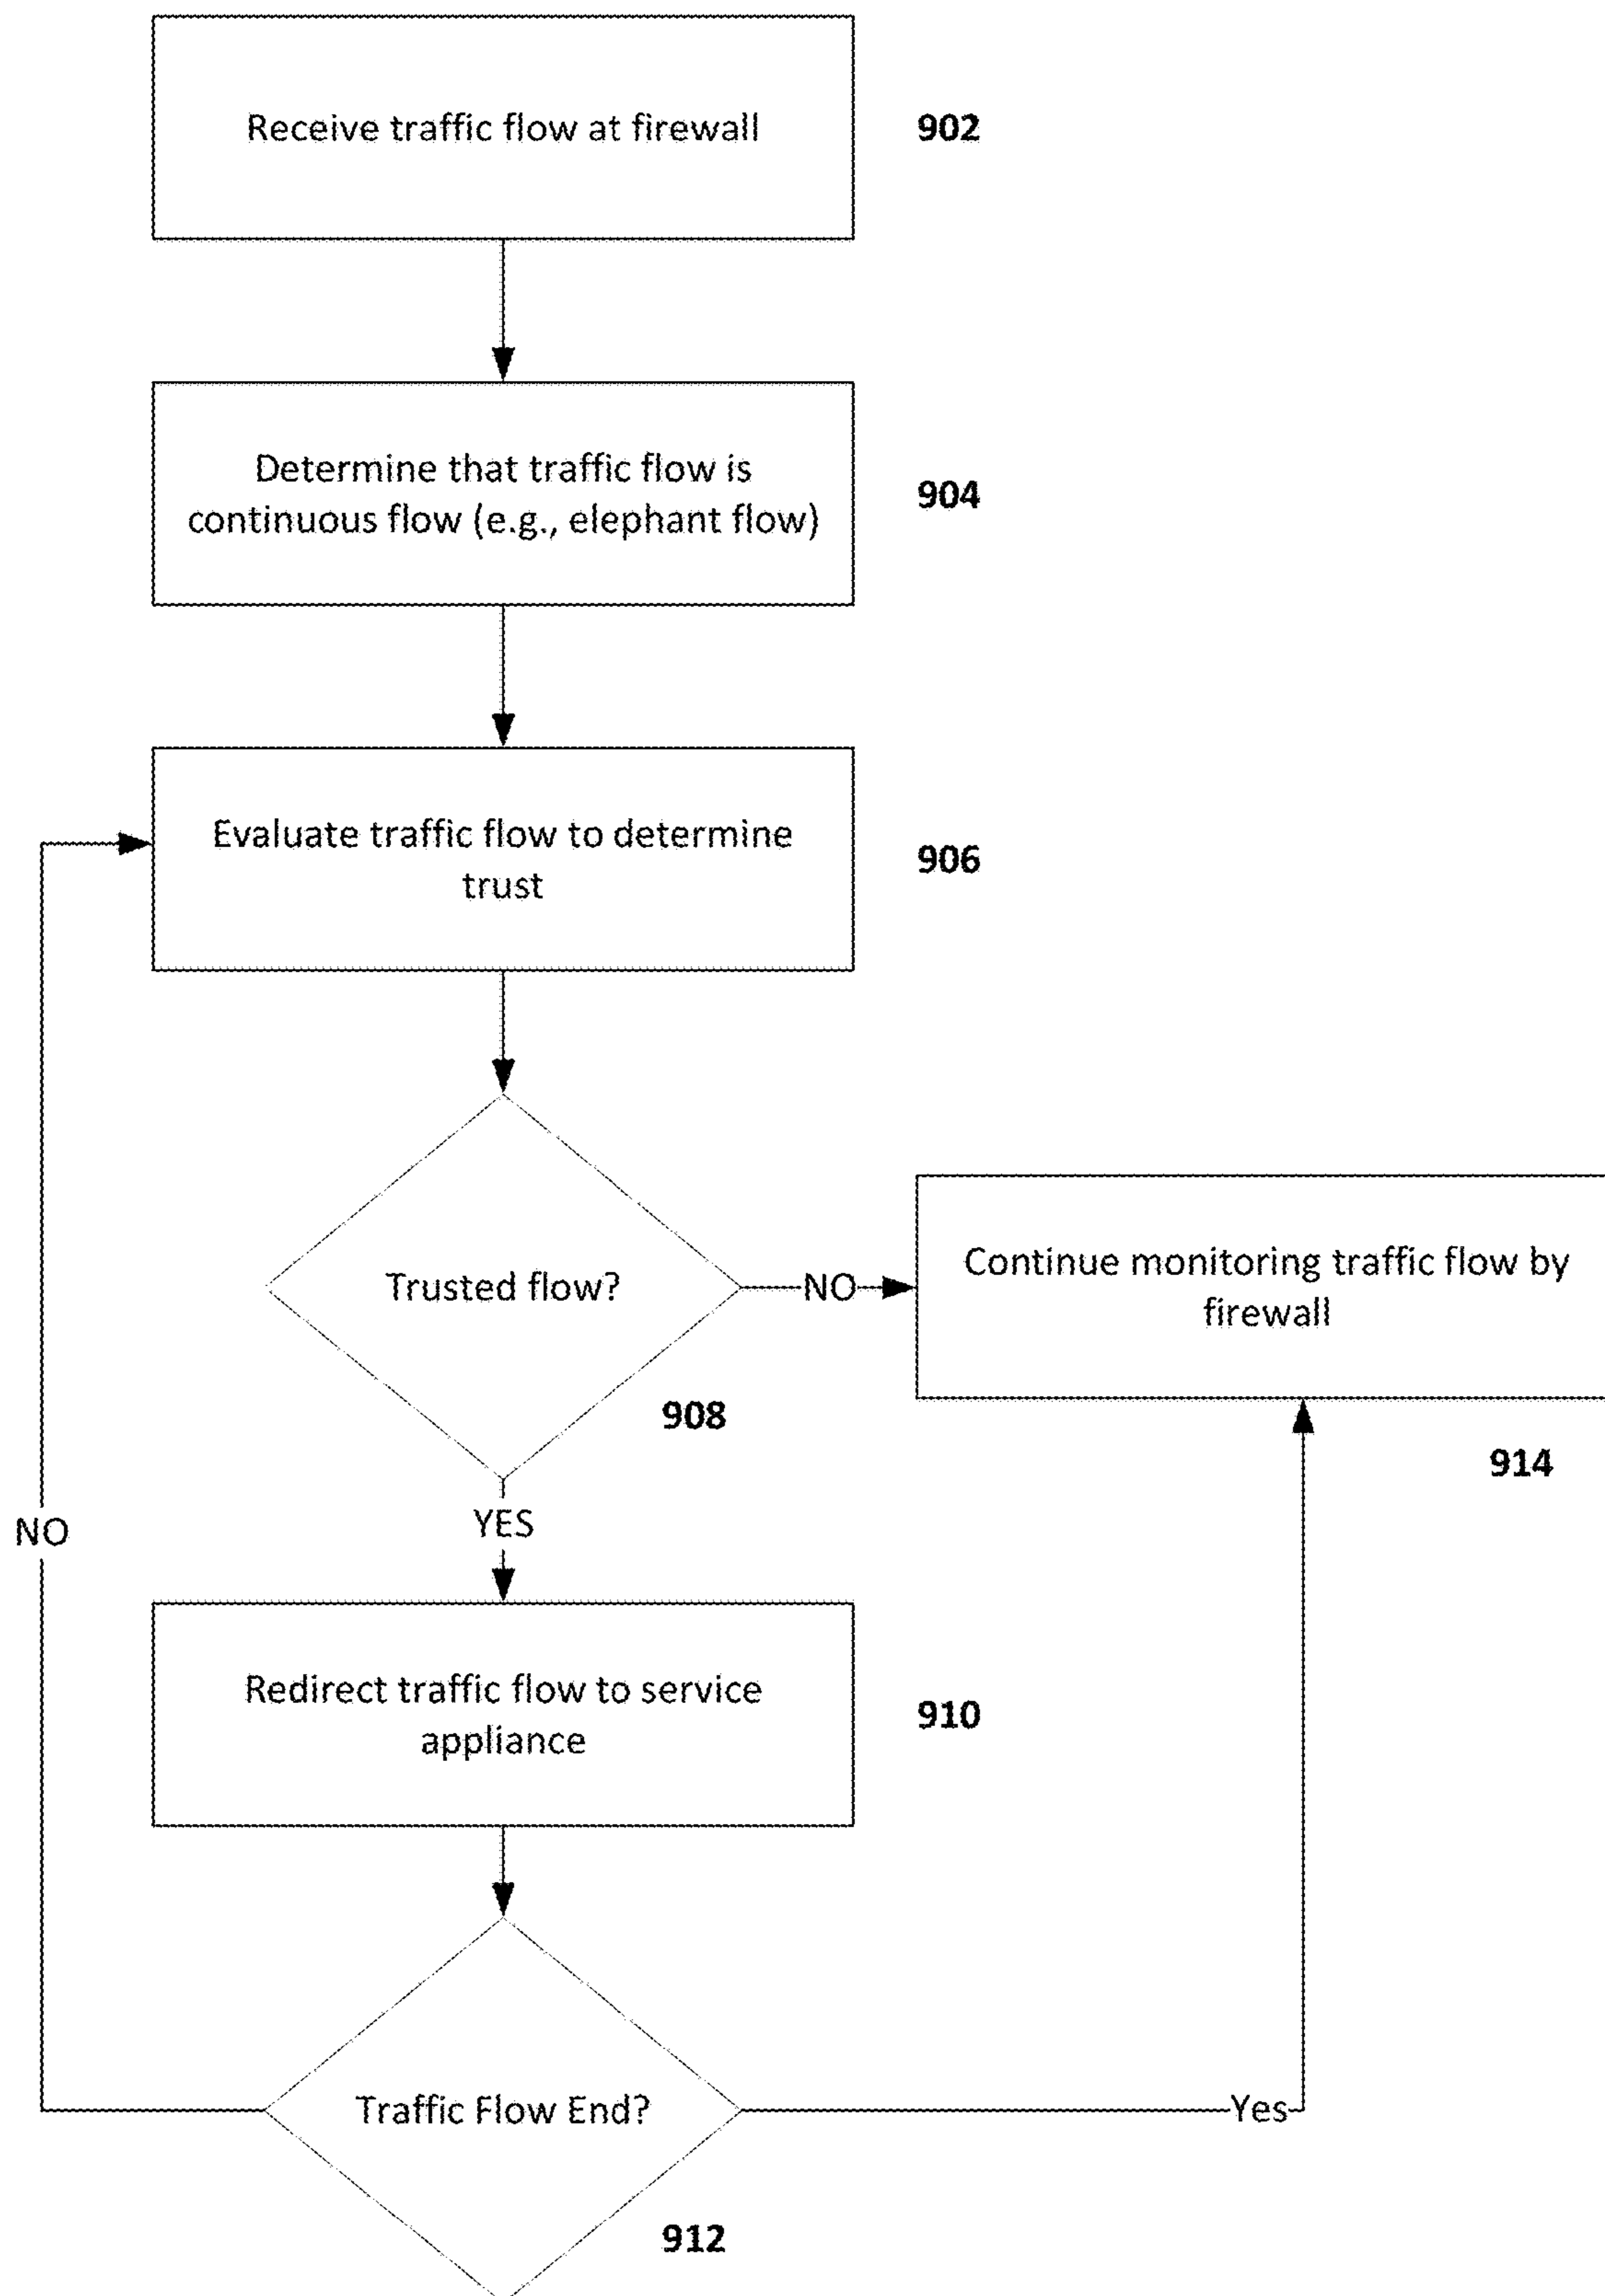 Receive traffic flow at firewall
902
Determine that traffic flow is
continuous flow (e.g., elephant flow)
904
Evaluate traffic flow to determine
trust
906
Trusted flow?
908
NO
Continue monitoring traffic flow by
firewall
914
YES
NO
Redirect traffic flow to service
appliance
910
Traffic Flow End?
912
Yes